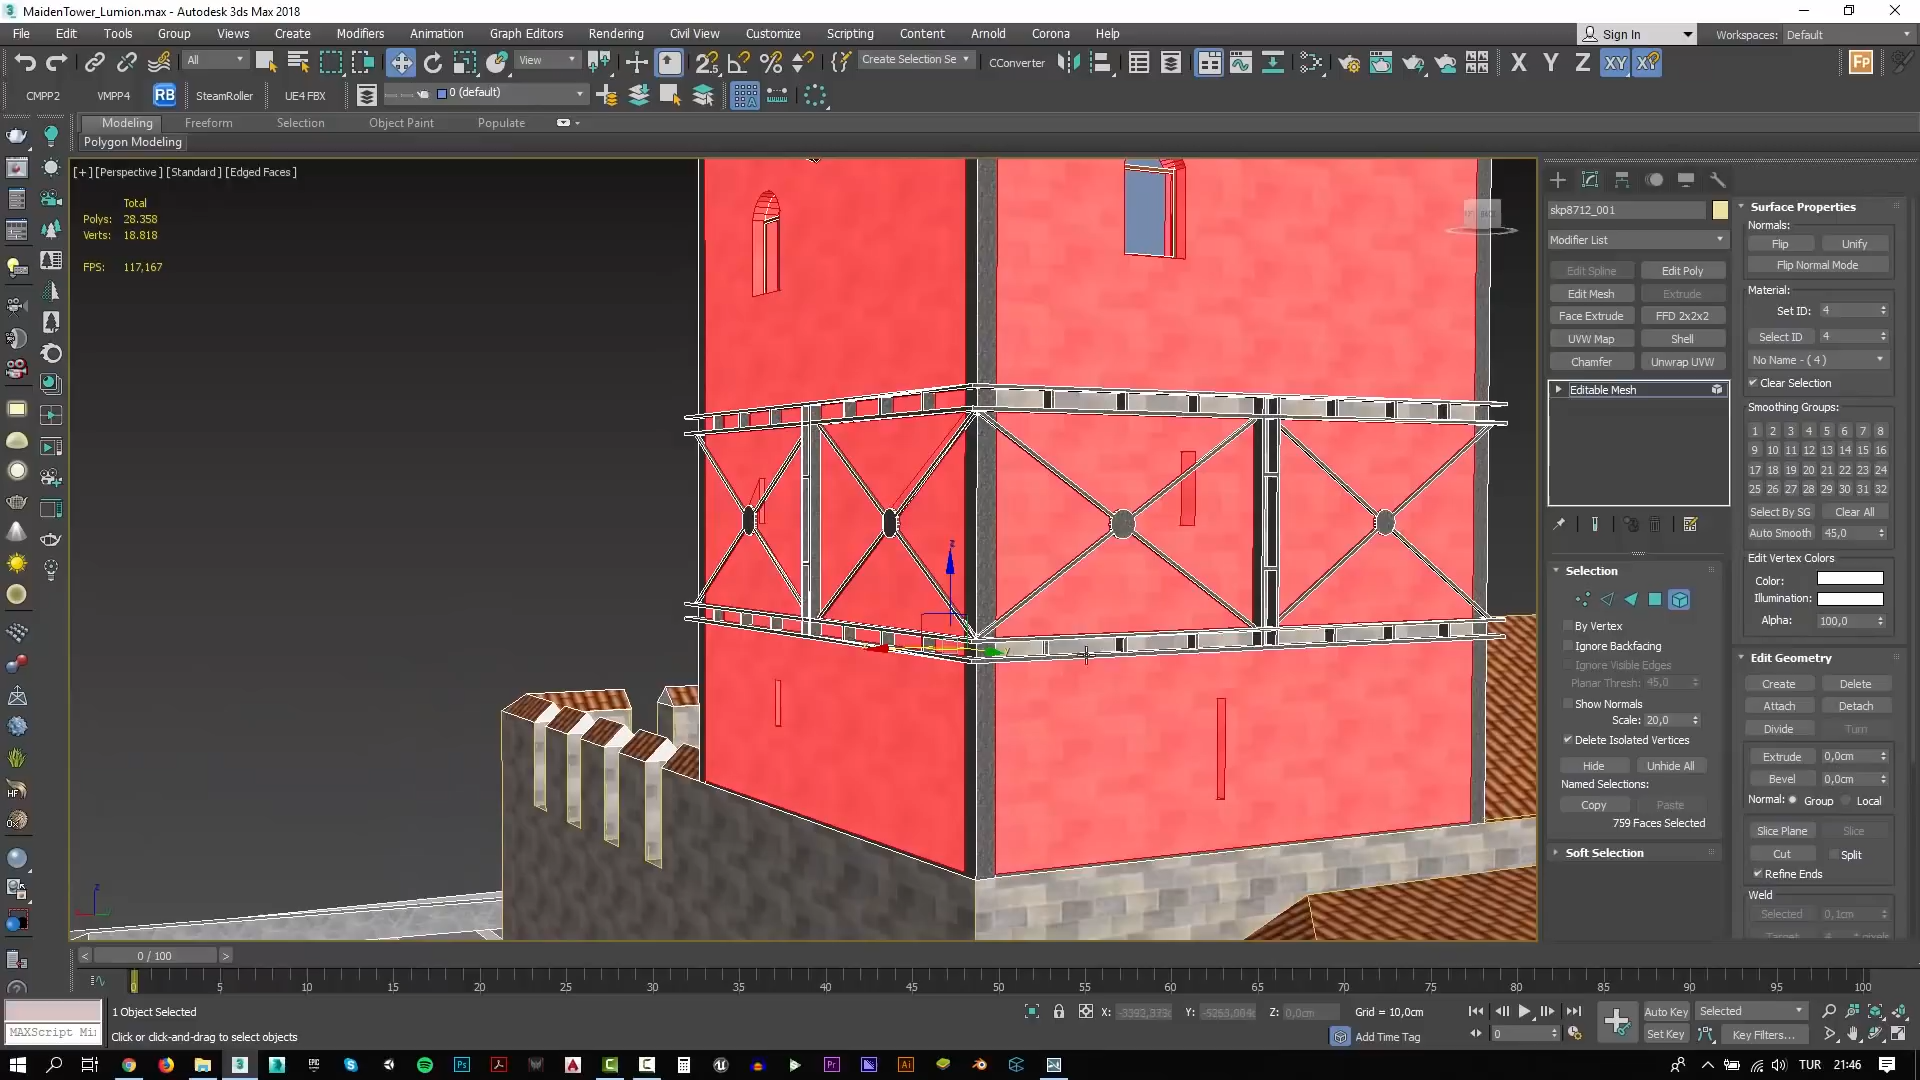 MaidenTower_Lumion.max - Autodesk 3ds Max 2018
File Edit Tools Group Views Create Modifiers Animation Graph Editors Rendering Civil View Customize Scripting Content Arnold Corona Help
Sign In Workspaces: Default
All View Create Selection Se CConverter X Y Z XY XY Fp
CMPP2 VMPP4 RB SteamRoller UE4 FBX 0 (default)
Modeling Freeform Selection Object Paint Populate
Polygon Modeling
[+] [Perspective ] [Standard ] [Edged Faces ]
Total
Polys: 28.358
Verts: 18.818
FPS: 117,167
BACK
skp8712_001
Modifier List
Edit Spline Edit Poly
Edit Mesh Extrude
Face Extrude FFD 2x2x2
UVW Map Shell
Chamfer Unwrap UVW
Editable Mesh
Selection
By Vertex
Ignore Backfacing
Ignore Visible Edges
Planar Thresh: 45,0
Show Normals
Scale: 20,0
Delete Isolated Vertices
Hide Unhide All
Named Selections:
Copy Paste
759 Faces Selected
Soft Selection
Surface Properties
Normals:
Flip Unify
Flip Normal Mode
Material:
Set ID: 4
Select ID 4
No Name - ( 4 )
Clear Selection
Smoothing Groups:
1 2 3 4 5 6 7 8
9 10 11 12 13 14 15 16
17 18 19 20 21 22 23 24
25 26 27 28 29 30 31 32
Select By SG Clear All
Auto Smooth 45,0
Edit Vertex Colors
Color:
Illumination:
Alpha: 100,0
Edit Geometry
Create Delete
Attach Detach
Divide Turn
Extrude 0,0cm
Bevel 0,0cm
Normal: Group Local
Slice Plane Slice
Cut Split
Refine Ends
Weld
Selected 0,1cm
z
z
HF
< 0 / 100 >
0 5 10 15 20 25 30 35 40 45 50 55 60 65 70 75 80 85 90 95 100
1 Object Selected X: Y: Z: 0,0cm Grid = 10,0cm Auto Key Selected
MAXScript Mi Click or click-and-drag to select objects Add Time Tag 0 Set Key Key Filters...
TUR 21:46